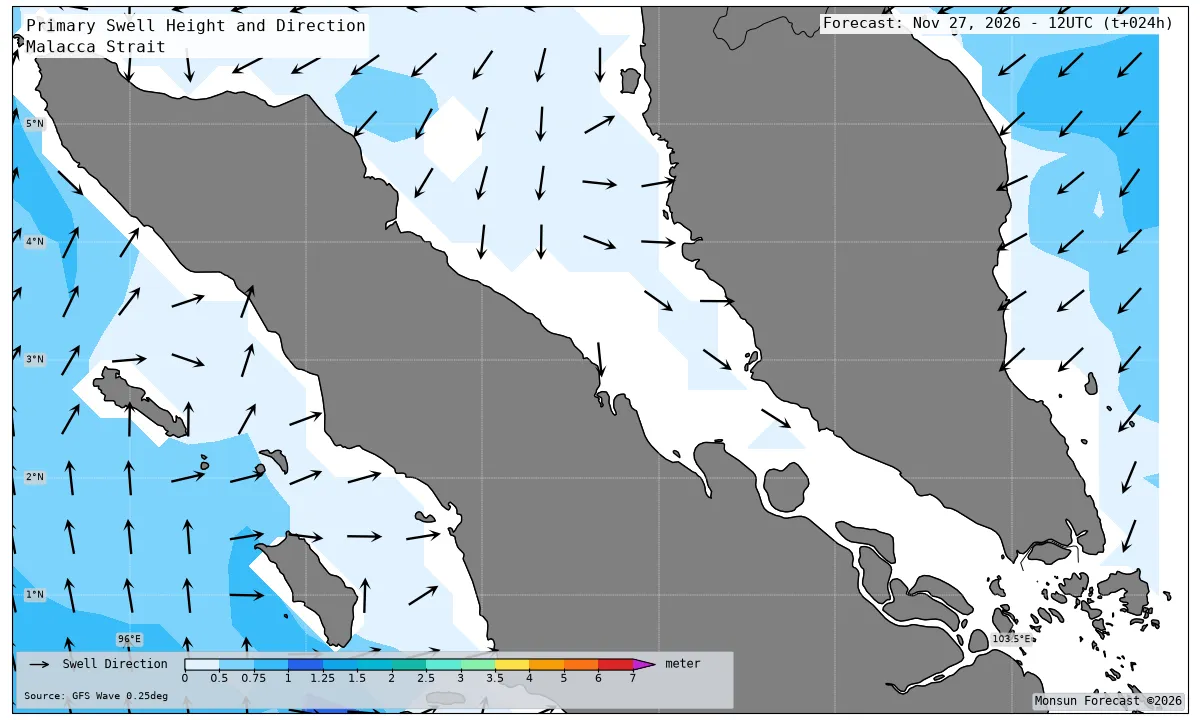 Primary Swell Height and Direction
Malacca Strait
Forecast: Nov 27, 2026 - 12UTC (t+024h)
5°N
4°N
3°N
2°N
1°N
96°E
103.5°E
Swell Direction
0 0.5 0.75 1 1.25 1.5 2 2.5 3 3.5 4 5 6 7
meter
Source: GFS Wave 0.25deg
Monsun Forecast ©2026